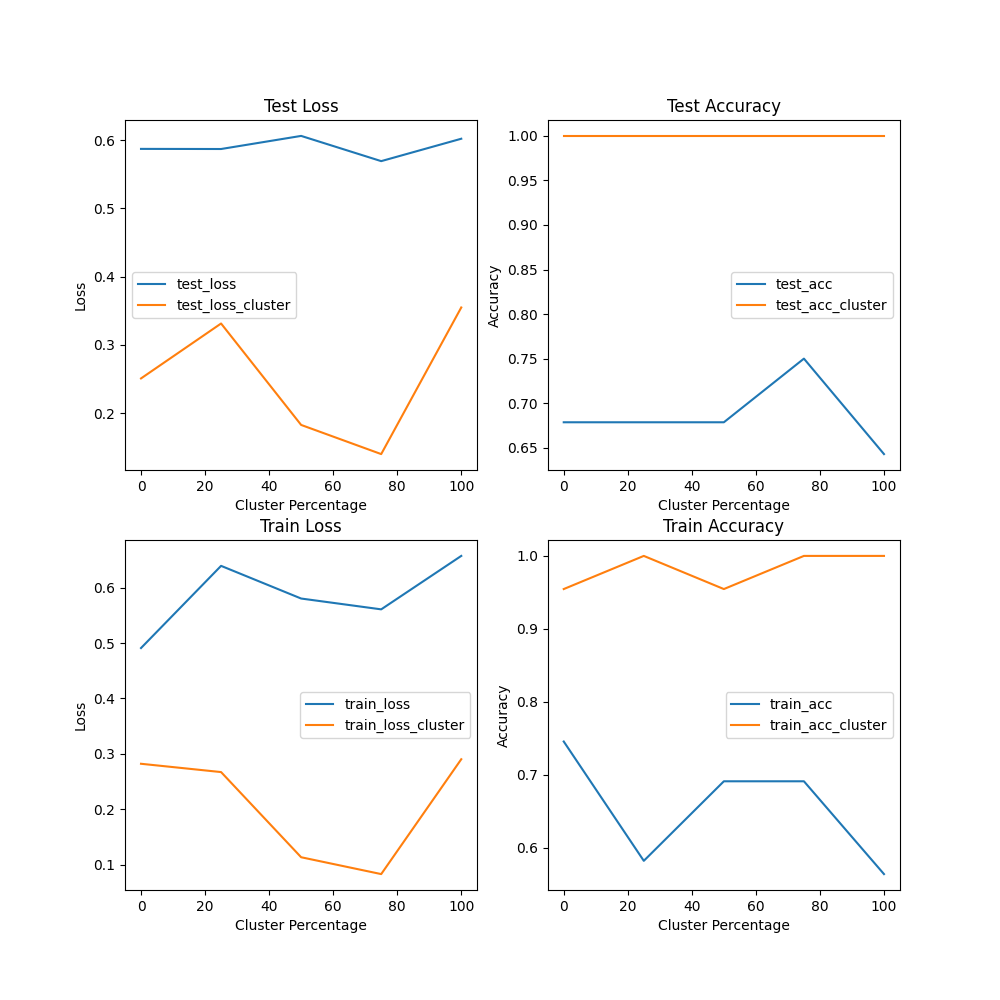 Test Loss
0.6
0.5
0.4
0.3
0.2
Loss
test_loss
test_loss_cluster
0 20 40 60 80 100
Cluster Percentage
Test Accuracy
1.00
0.95
0.90
0.85
0.80
0.75
0.70
0.65
Accuracy
test_acc
test_acc_cluster
0 20 40 60 80 100
Cluster Percentage
Train Loss
0.6
0.5
0.4
0.3
0.2
0.1
Loss
train_loss
train_loss_cluster
0 20 40 60 80 100
Cluster Percentage
Train Accuracy
1.0
0.9
0.8
0.7
0.6
Accuracy
train_acc
train_acc_cluster
0 20 40 60 80 100
Cluster Percentage